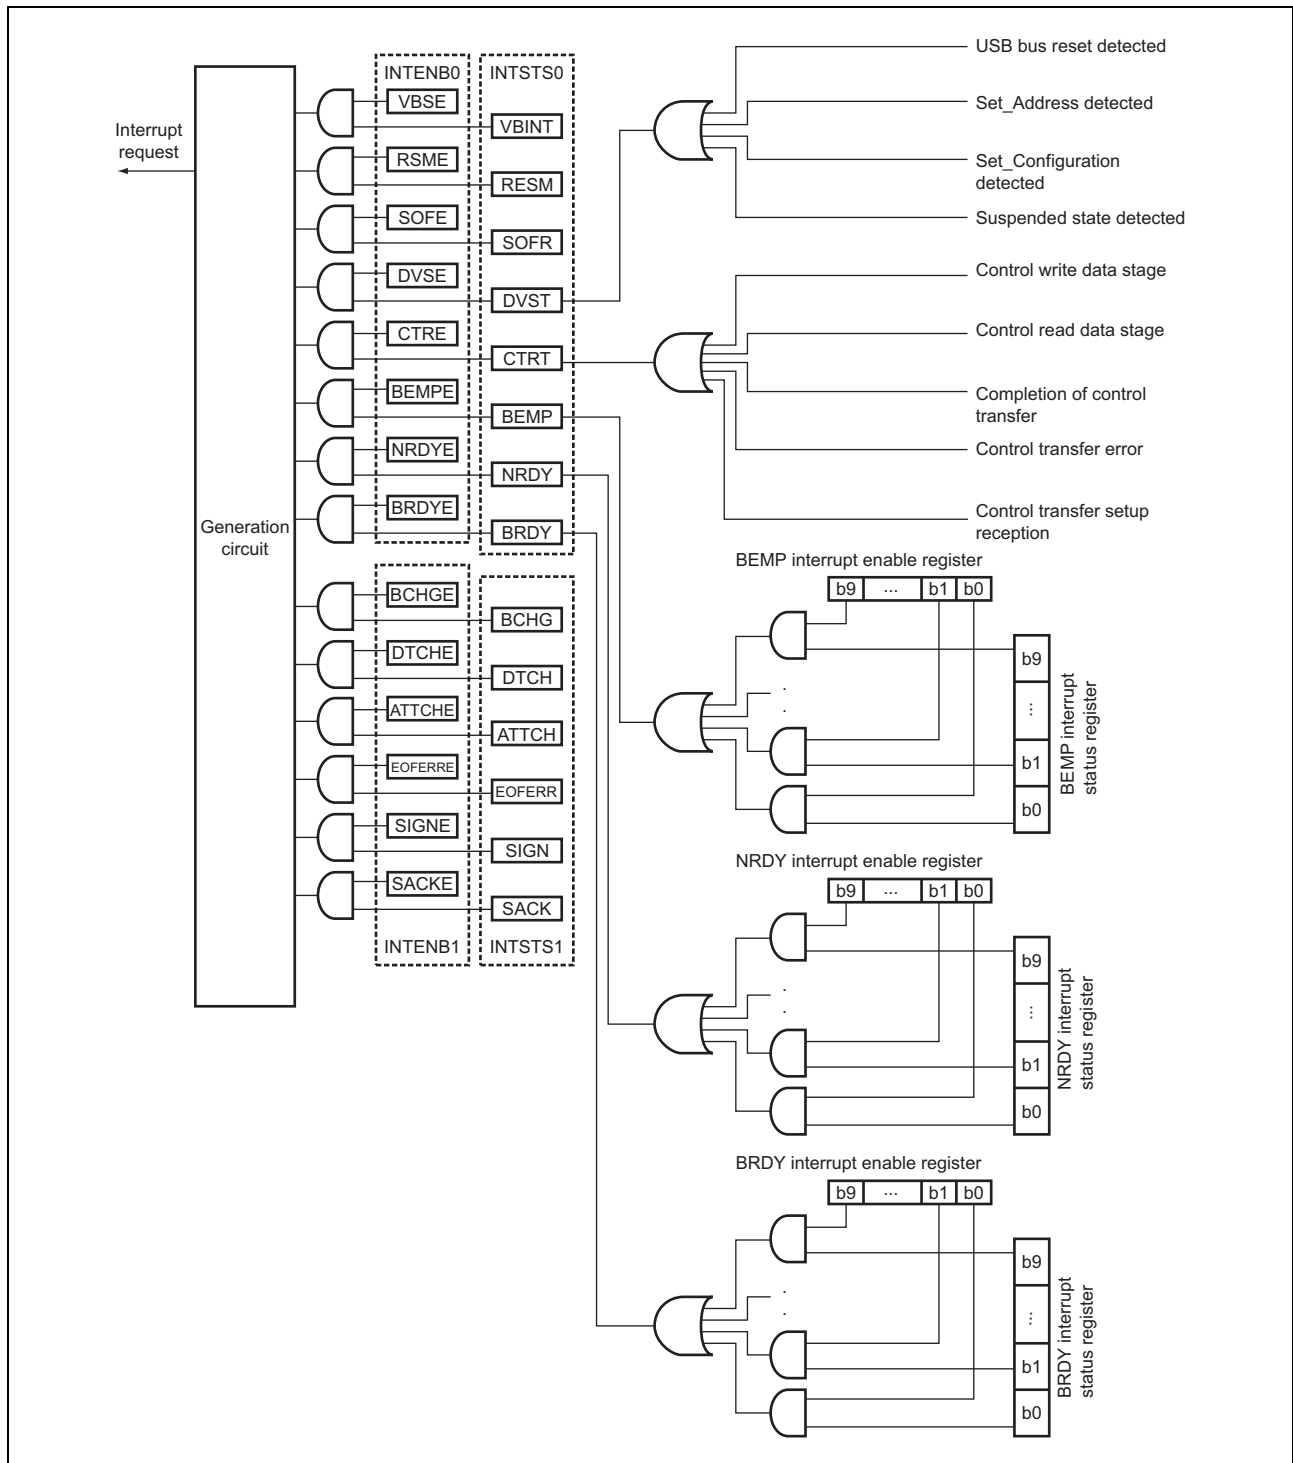 Interrupt
request
Generation
circuit
INTENB0
VBSE
RSME
SOFE
DVSE
CTRE
BEMPE
NRDYE
BRDYE
INTSTS0
VBINT
RESM
SOFR
DVST
CTRT
BEMP
NRDY
BRDY
BCHGE
DTCHE
ATTCHE
EOFERRE
SIGNE
SACKE
INTENB1
BCHG
DTCH
ATTCH
EOFERR
SIGN
SACK
INTSTS1
USB bus reset detected
Set_Address detected
Set_Configuration
detected
Suspended state detected
Control write data stage
Control read data stage
Completion of control
transfer
Control transfer error
Control transfer setup
reception
BEMP interrupt enable register
b9 ... b1 b0
b9
...
b1
b0
BEMP interrupt
status register
NRDY interrupt enable register
b9 ... b1 b0
b9
...
b1
b0
NRDY interrupt
status register
BRDY interrupt enable register
b9 ... b1 b0
b9
...
b1
b0
BRDY interrupt
status register